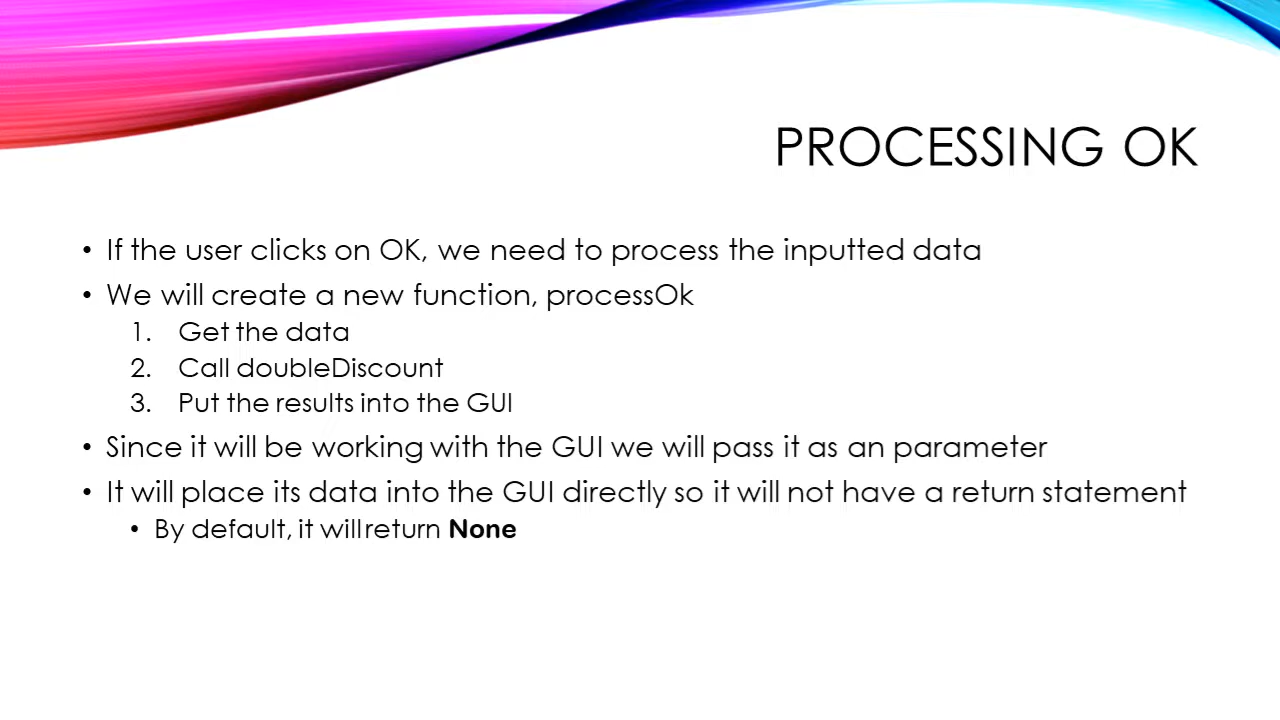 PROCESSING OK
• If the user clicks on OK, we need to process the inputted data
• We will create a new function, processOk
1. Get the data
2. Call doubleDiscount
3. Put the results into the GUI
• Since it will be working with the GUI we will pass it as an parameter
• It will place its data into the GUI directly so it will not have a return statement
• By default, it will return None